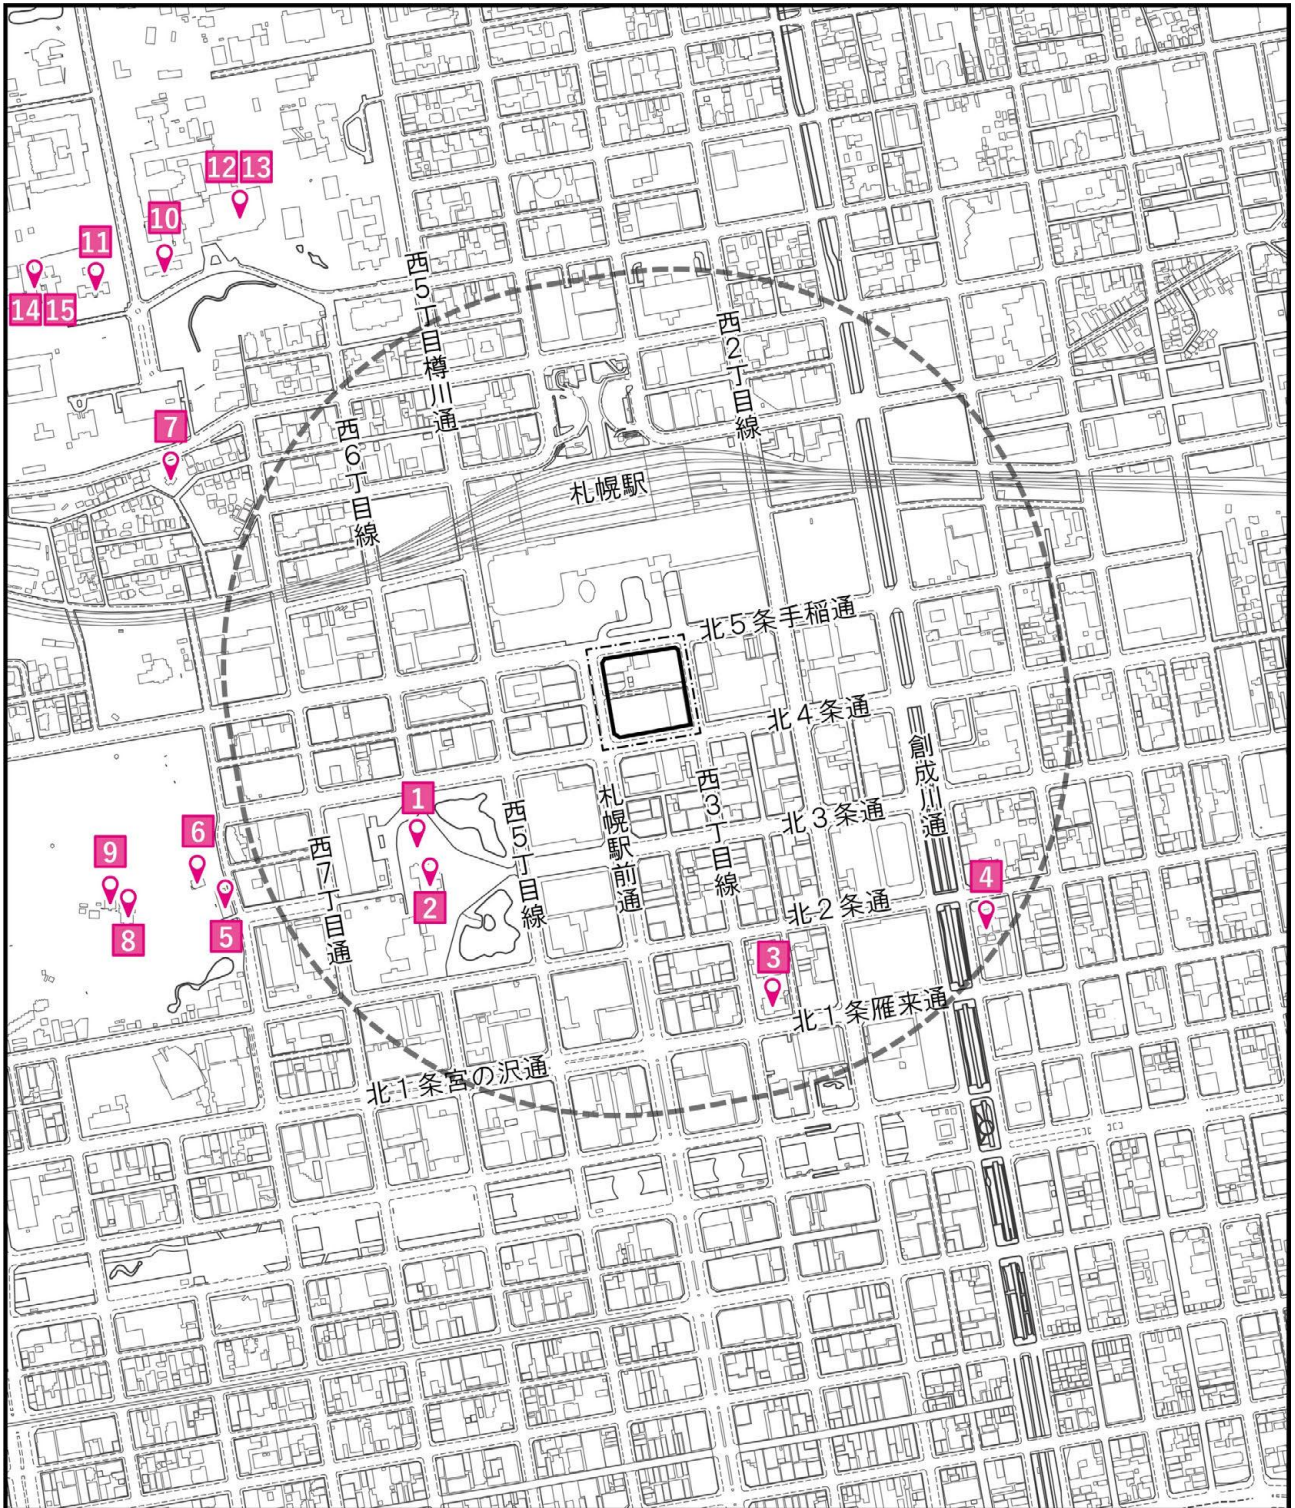 12 13
10
11
14 15
西5丁目樽川通
西2丁目線
西6丁目線
7
札幌駅
北5条手稲通
北4条通
創成川通
1
西5丁目線
札幌駅前通
西3丁目線
北3条通
6
西7丁目通
9
2
4
北2条通
8
5
3
北1条雁来通
北1条宮の沢通